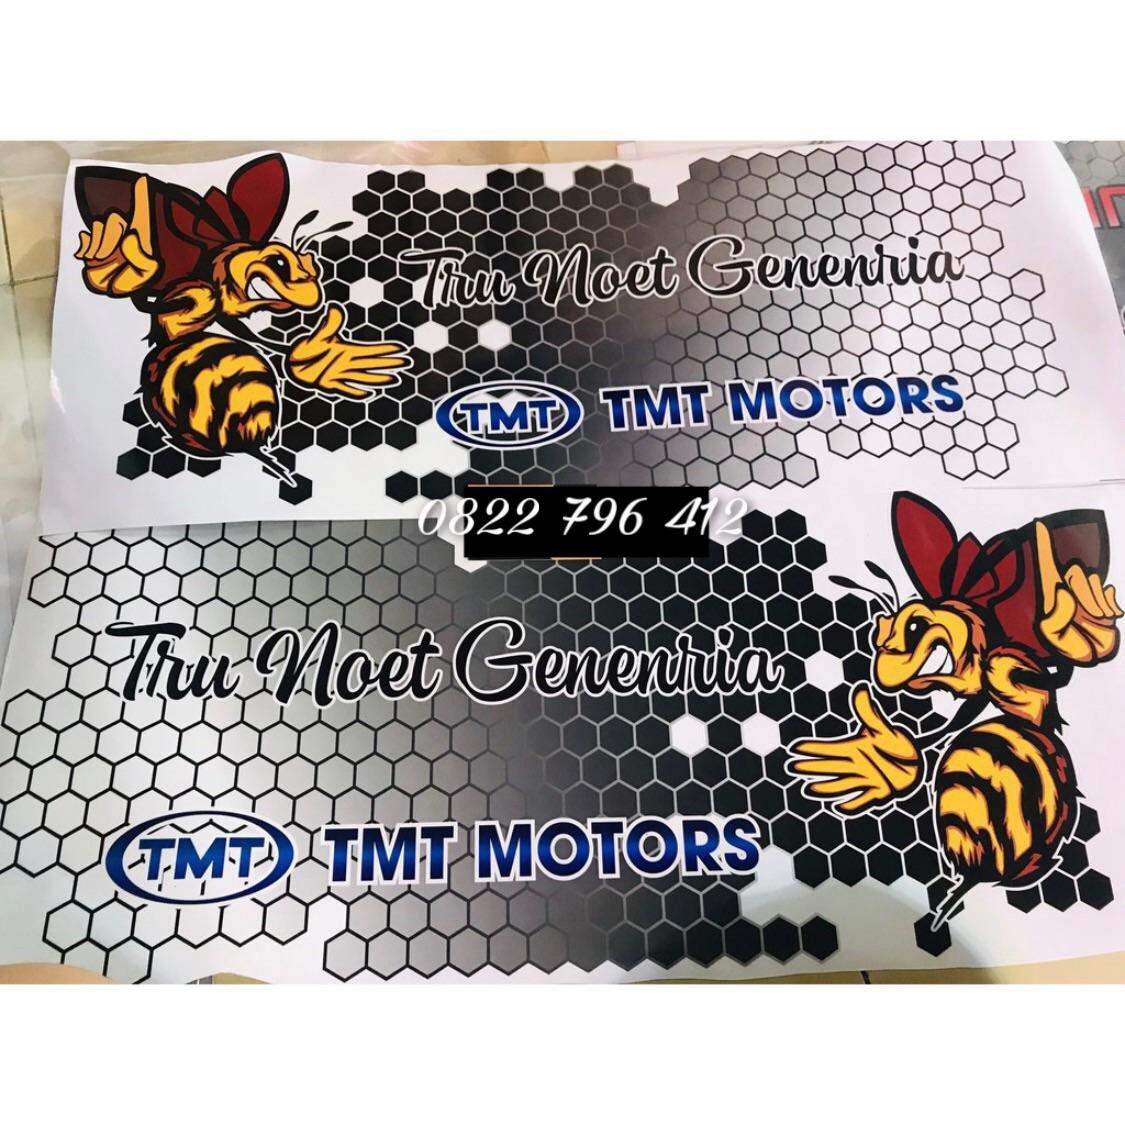 Tru Noet Genenria
TMT TMT MOTORS
0822 796 412
Tru Noet Genenria
TMT TMT MOTORS